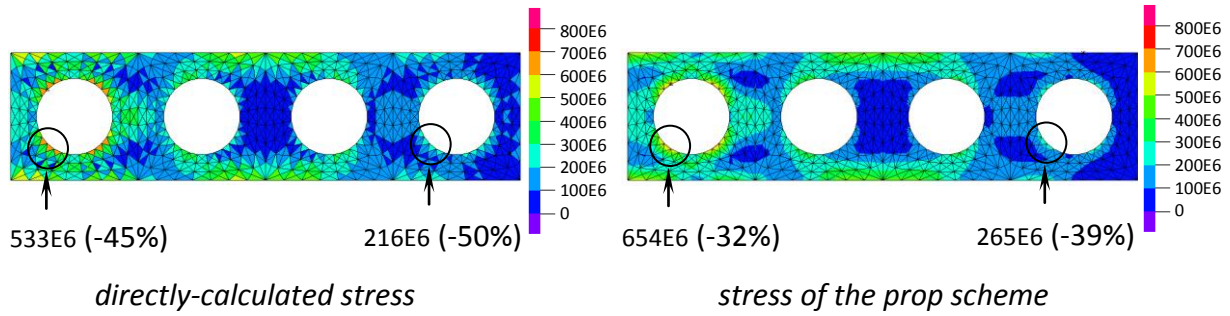 800E6
700E6
600E6
500E6
400E6
300E6
200E6
100E6
0
533E6 (-45%)
216E6 (-50%)
directly-calculated stress
800E6
700E6
600E6
500E6
400E6
300E6
200E6
100E6
0
654E6 (-32%)
265E6 (-39%)
stress of the prop scheme